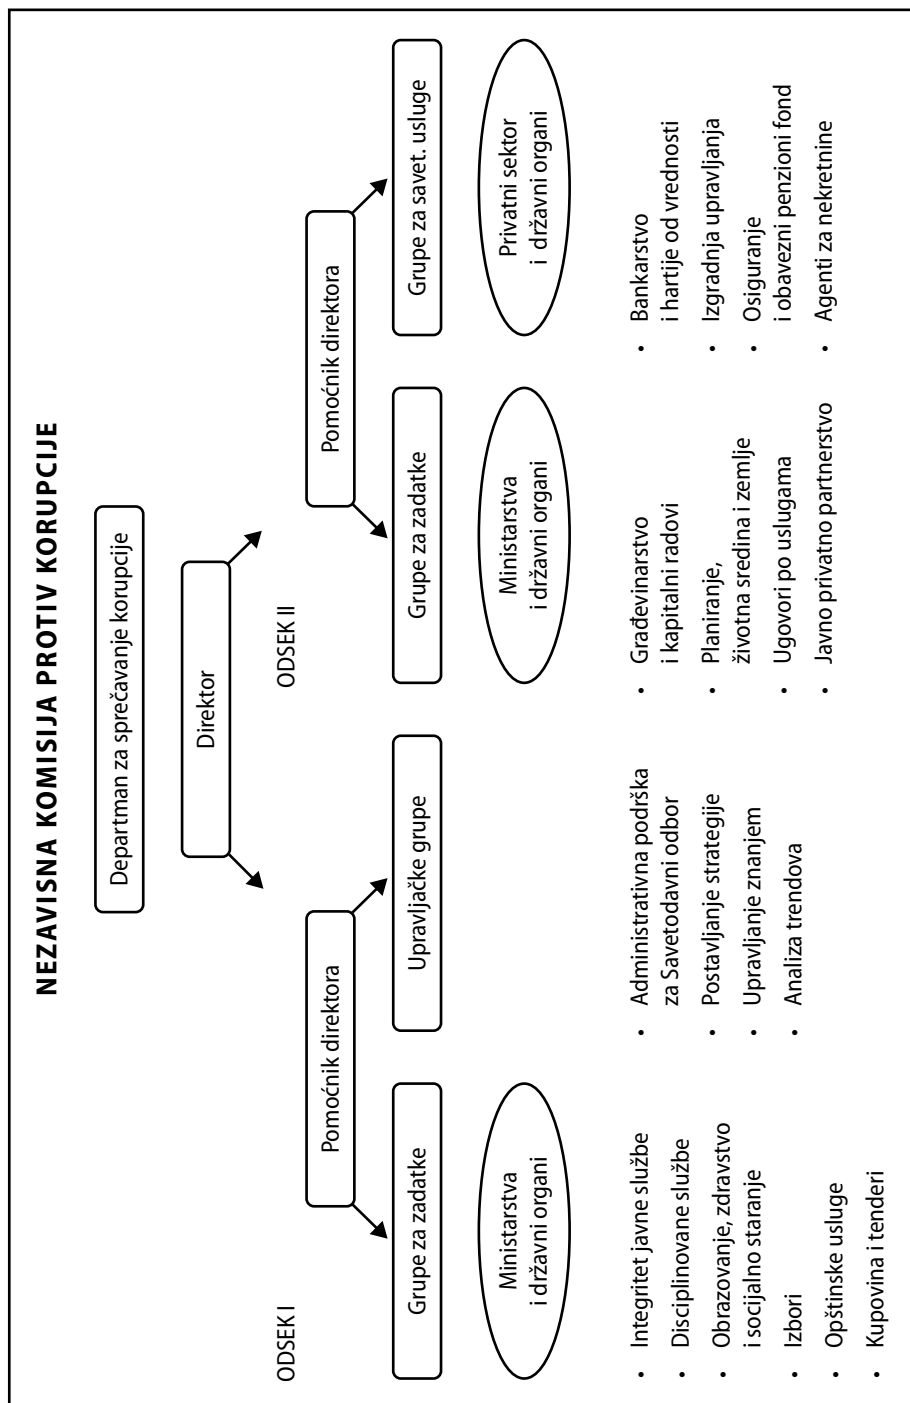 NEZAVISNA KOMISIJA PROTIV KORUPCIJE
Departman za sprečavanje korupcije
Direktor
ODSEK I
ODSEK II
Pomoćnik direktora
Pomoćnik direktora
Grupe za zadatke
Upravljačke grupe
Grupe za zadatke
Grupe za savet. usluge
Ministarstva
i državni organi
Ministarstva
i državni organi
Privatni sektor
i državni organi
• Integritet javne službe
• Disciplinovane službe
• Obrazovanje, zdravstvo
i socijalno staranje
• Izbori
• Opštinske usluge
• Kupovina i tenderi
• Administrativna podrška
za Savetodavni odbor
• Postavljanje strategije
• Upravljanje znanjem
• Analiza trendova
• Građevinarstvo
i kapitalni radovi
• Planiranje,
životna sredina i zemlje
• Ugovori po uslugama
• Javno privatno partnerstvo
• Bankarstvo
i hartije od vrednosti
• Izgradnja upravljanja
• Osiguranje
i obavezni penzioni fond
• Agenti za nekretnine